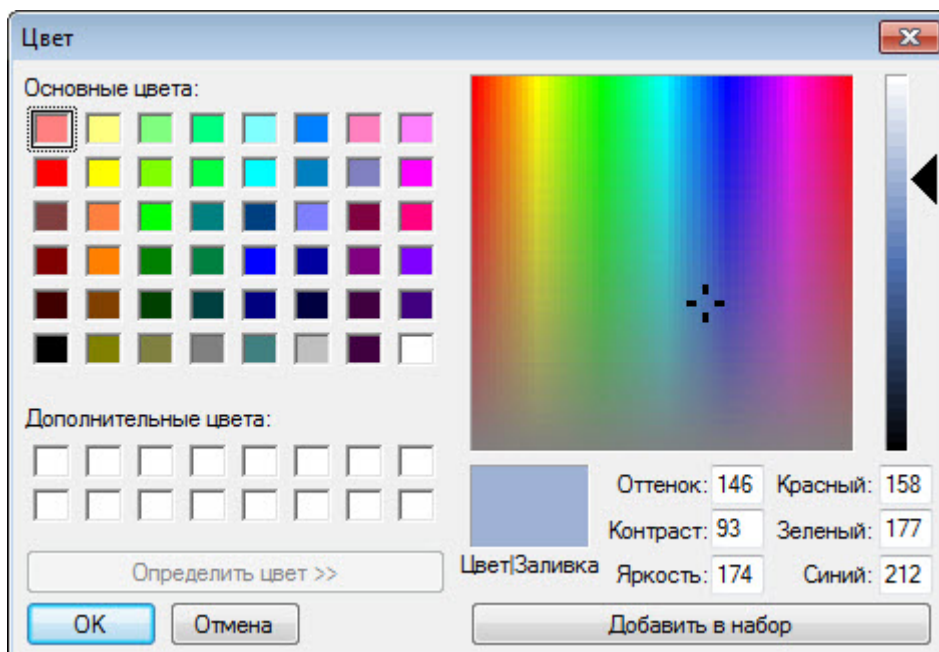 Цвет
Основные цвета:
Дополнительные цвета:
Определить цвет >>
OK
Отмена
Цвет|Заливка
Оттенок: 146
Контраст: 93
Яркость: 174
Красный: 158
Зеленый: 177
Синий: 212
Добавить в набор